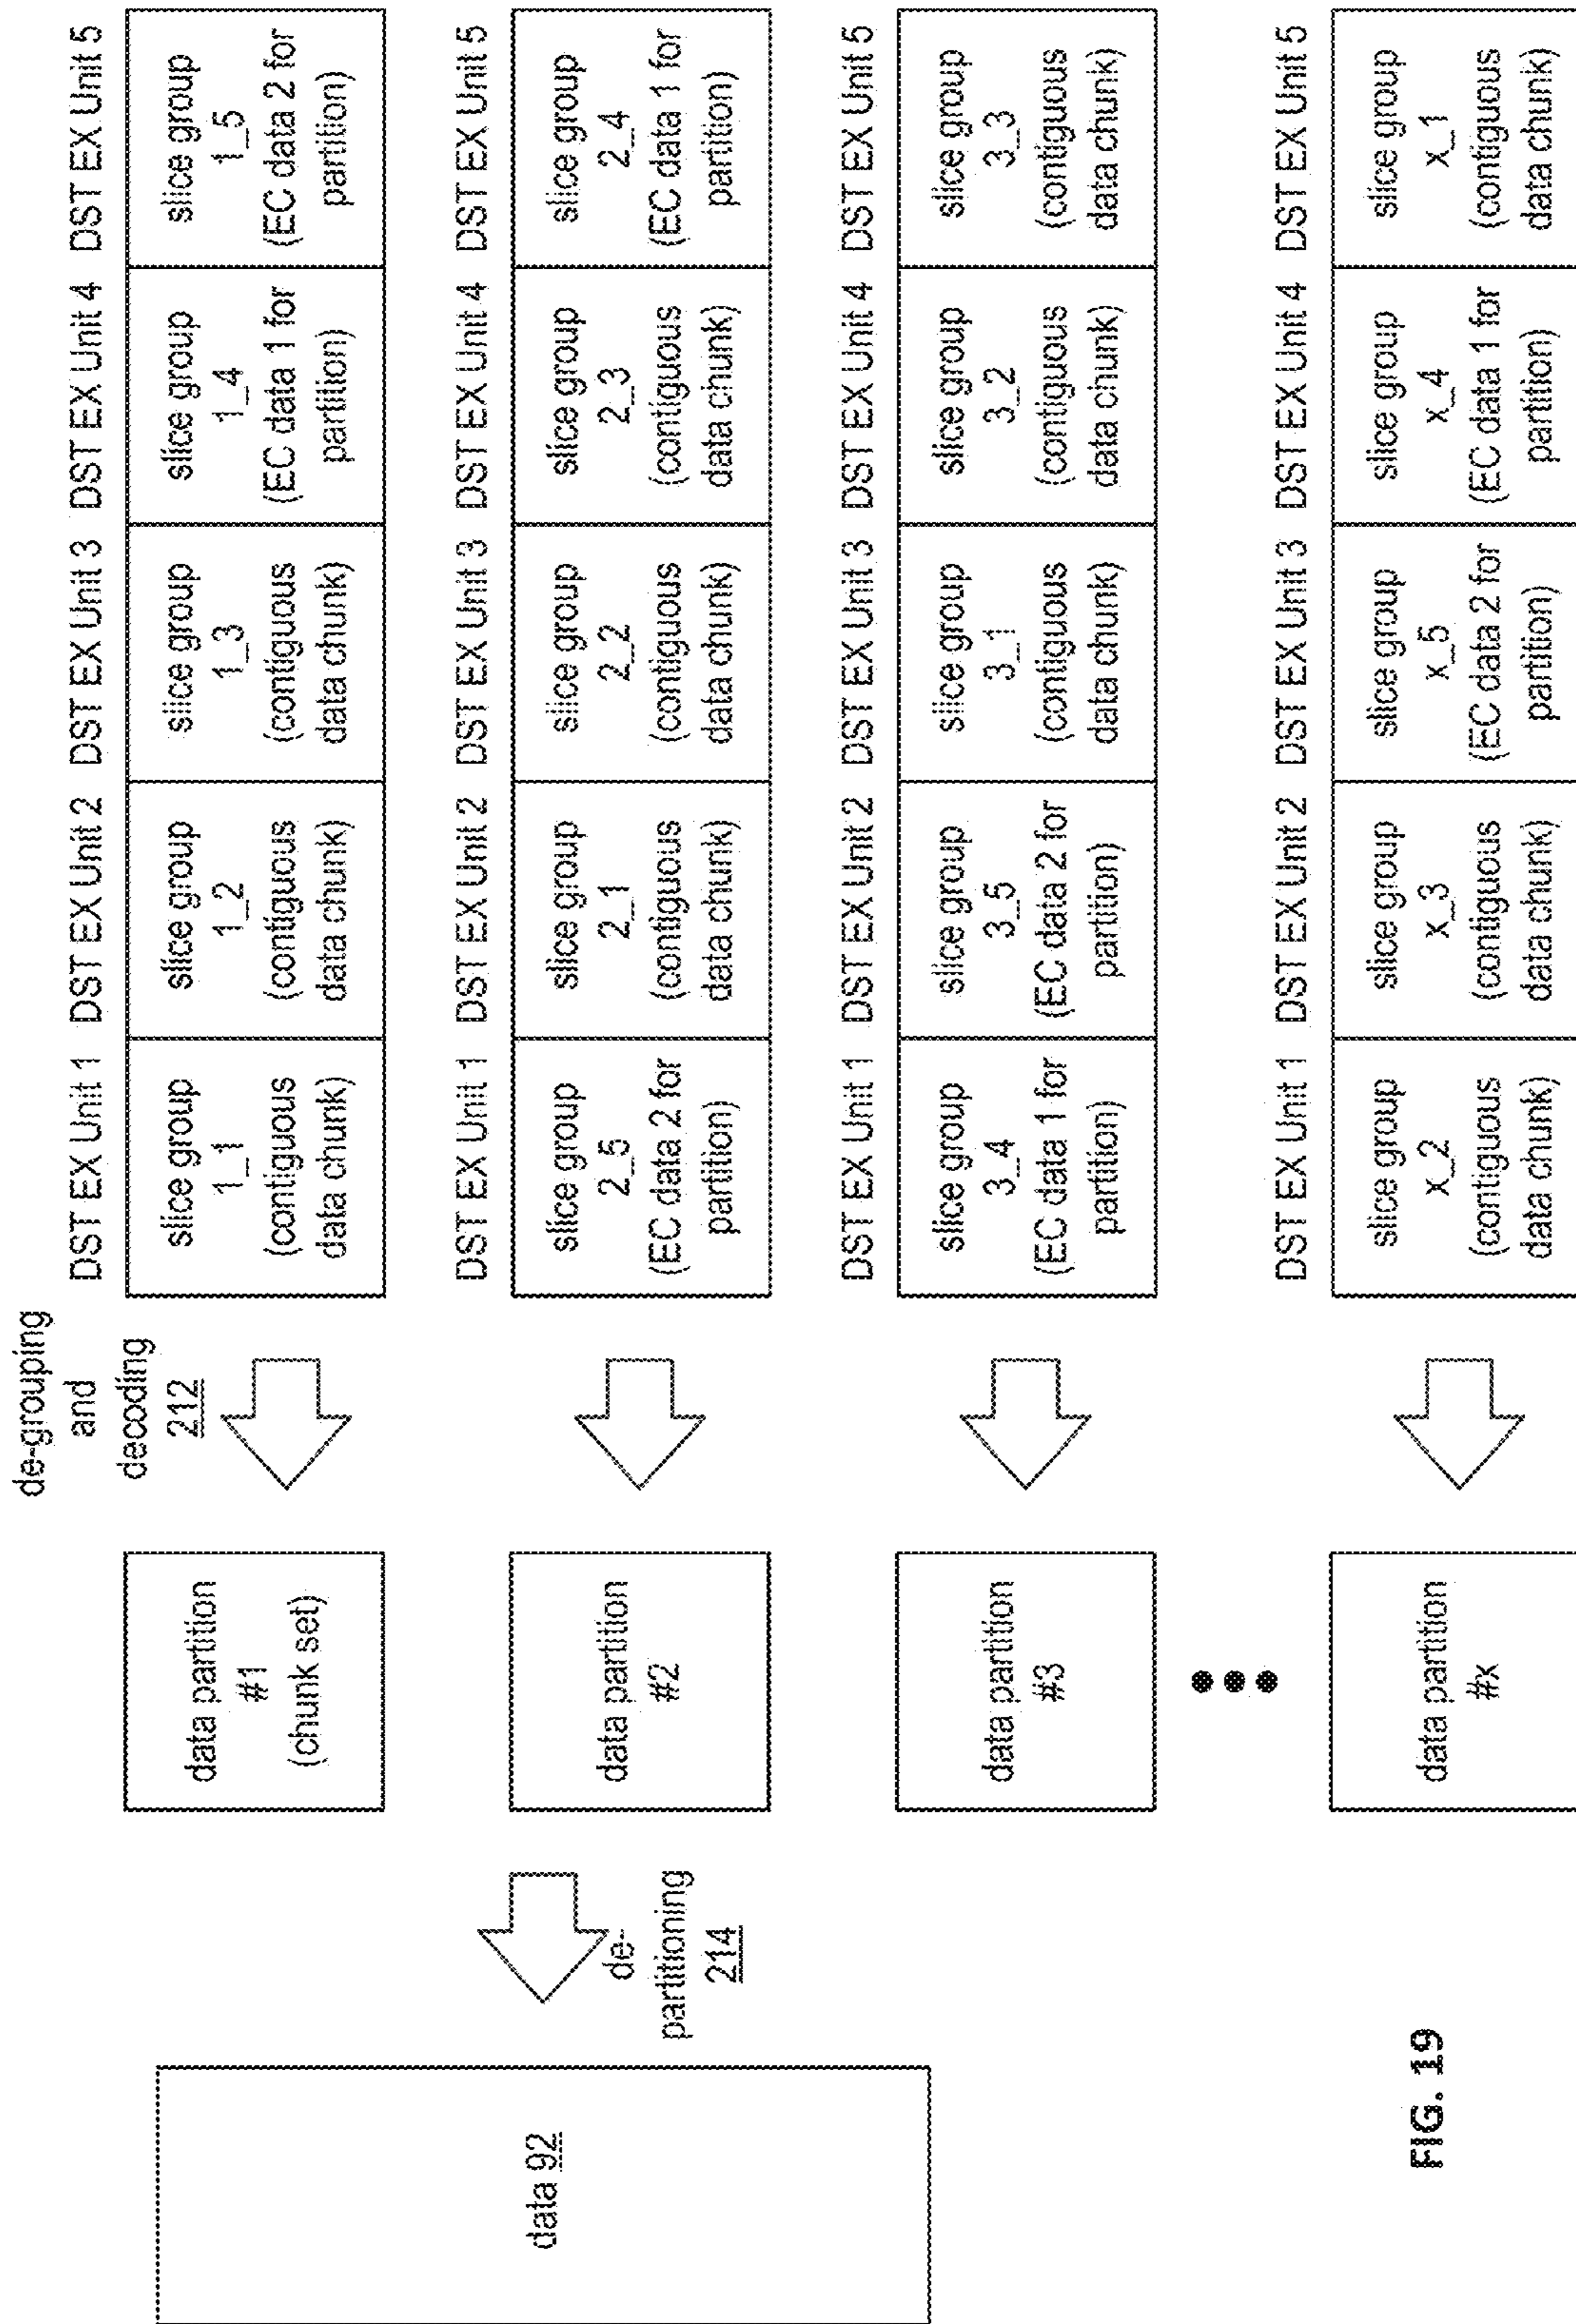 de-grouping
and
decoding
212
DST EX Unit 1 DST EX Unit 2 DST EX Unit 3 DST EX Unit 4 DST EX Unit 5
data partition
#1
(chunk set)
slice group
1_1
(contiguous
data chunk)
slice group
1_2
(contiguous
data chunk)
slice group
1_3
(contiguous
data chunk)
slice group
1_4
(EC data 1 for
partition)
slice group
1_5
(EC data 2 for
partition)
data 92
de-
partitioning
214
DST EX Unit 1 DST EX Unit 2 DST EX Unit 3 DST EX Unit 4 DST EX Unit 5
data partition
#2
slice group
2_5
(EC data 2 for
partition)
slice group
2_1
(contiguous
data chunk)
slice group
2_2
(contiguous
data chunk)
slice group
2_3
(contiguous
data chunk)
slice group
2_4
(EC data 1 for
partition)
DST EX Unit 1 DST EX Unit 2 DST EX Unit 3 DST EX Unit 4 DST EX Unit 5
data partition
#3
slice group
3_4
(EC data 1 for
partition)
slice group
3_5
(EC data 2 for
partition)
slice group
3_1
(contiguous
data chunk)
slice group
3_2
(contiguous
data chunk)
slice group
3_3
(contiguous
data chunk)
DST EX Unit 1 DST EX Unit 2 DST EX Unit 3 DST EX Unit 4 DST EX Unit 5
data partition
#x
slice group
x_2
(contiguous
data chunk)
slice group
x_3
(contiguous
data chunk)
slice group
x_5
(EC data 2 for
partition)
slice group
x_4
(EC data 1 for
partition)
slice group
x_1
(contiguous
data chunk)
FIG. 19